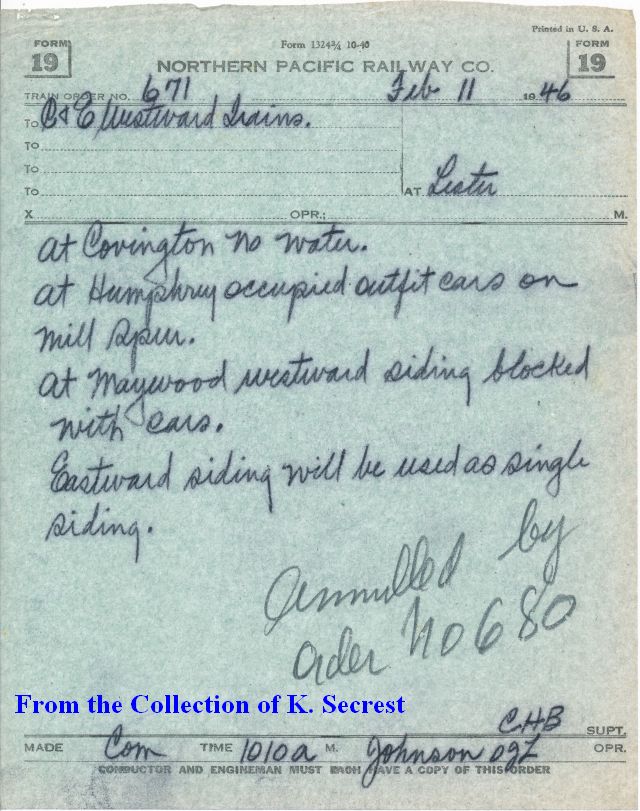 Printed in U. S. A.
FORM 19
Form 1324¾ 10-40
FORM 19
NORTHERN PACIFIC RAILWAY CO.
TRAIN ORDER NO. 671 Feb 11 1946
To C&E Westward Trains.
To
To
To AT Lester
X OPR.; M.
at Covington no water.
at Humphrey occupied outfit cars on
mill spur.
at Maywood westward siding blocked
with cars.
Eastward siding will be used as single
siding.
annulled by
order No 680
From the Collection of K. Secrest
CHB SUPT.
MADE Com TIME 1010a M. Johnson OPR.
CONDUCTOR AND ENGINEMAN MUST EACH HAVE A COPY OF THIS ORDER